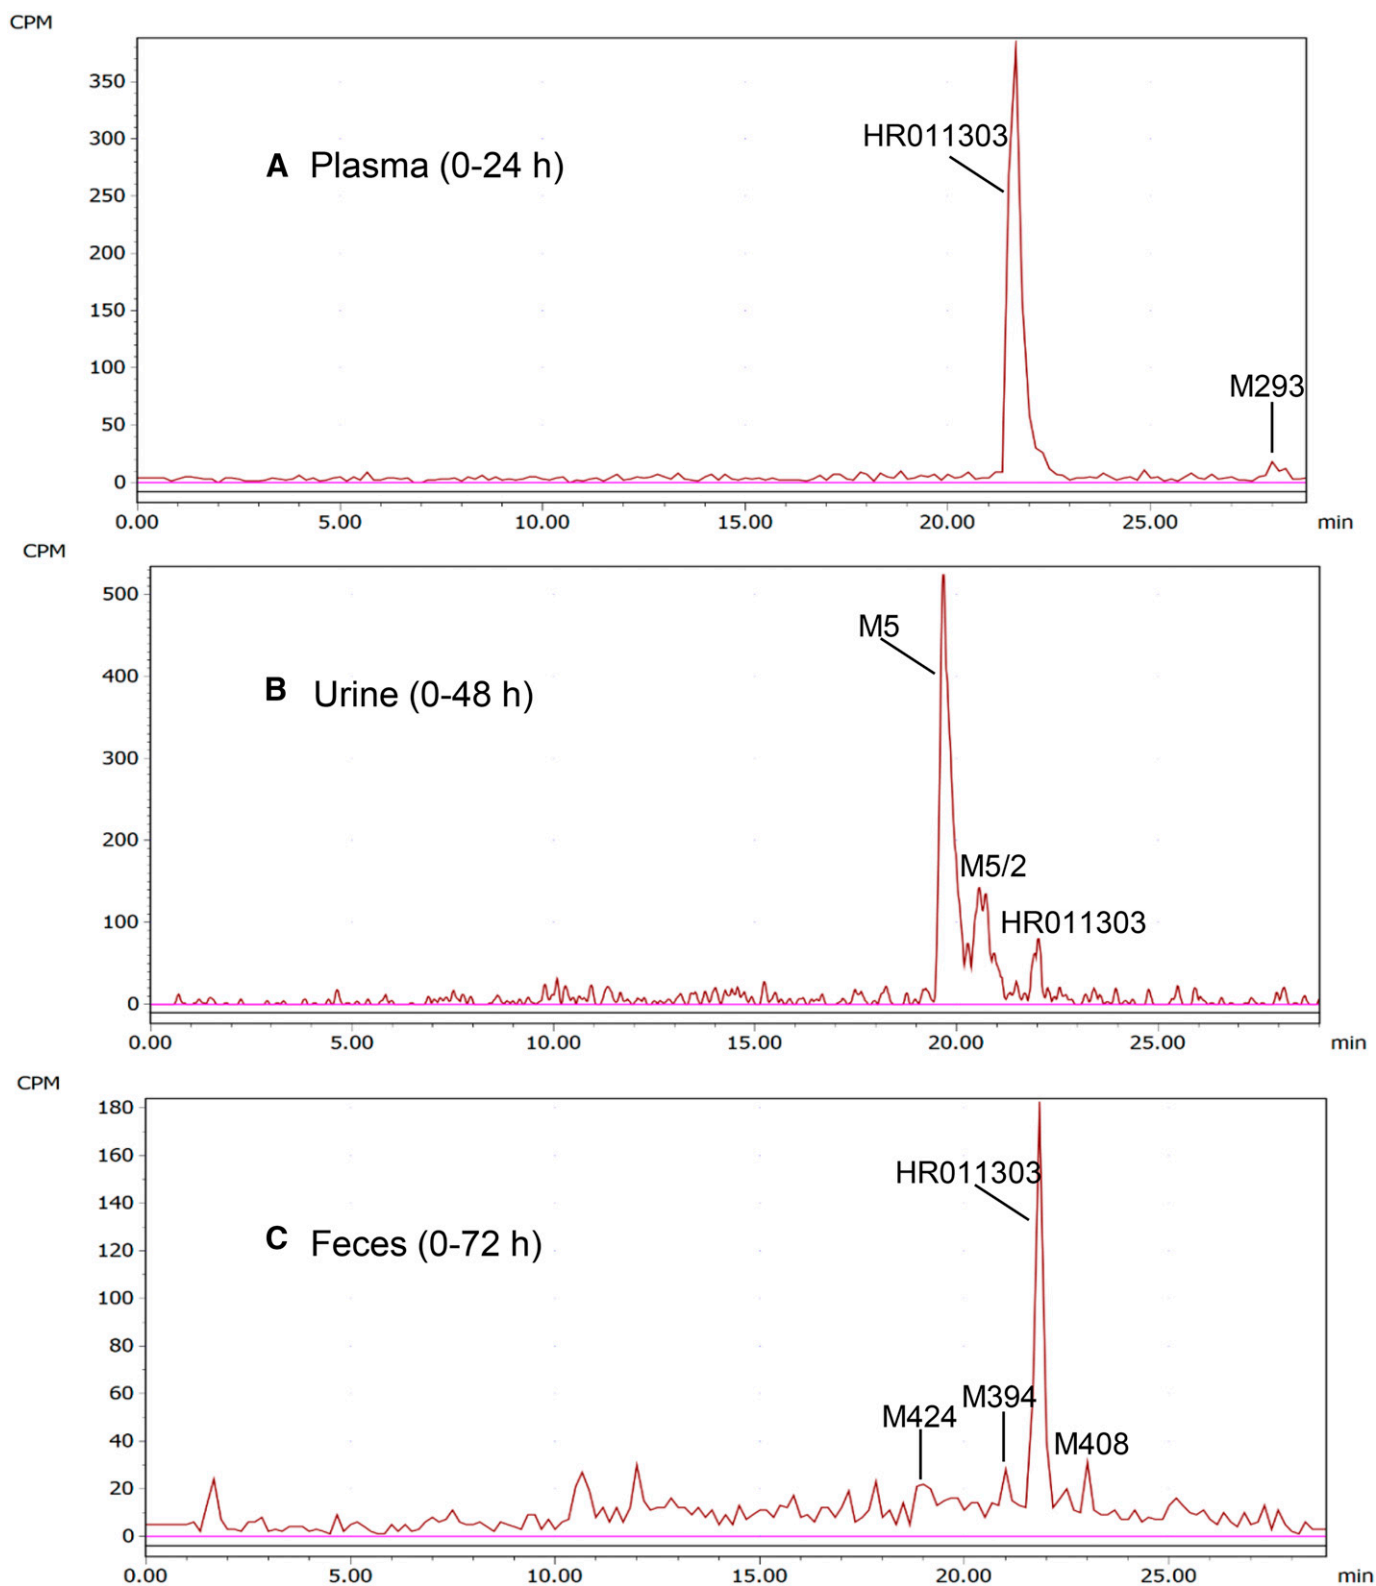 CPM
350
300
250
200
150
100
50
0
A Plasma (0-24 h)
HR011303
M293
0.00 5.00 10.00 15.00 20.00 25.00 min
CPM
500
400
300
200
100
0
B Urine (0-48 h)
M5
M5/2
HR011303
0.00 5.00 10.00 15.00 20.00 25.00 min
CPM
180
160
140
120
100
80
60
40
20
0
C Feces (0-72 h)
HR011303
M424
M394
M408
0.00 5.00 10.00 15.00 20.00 25.00 min